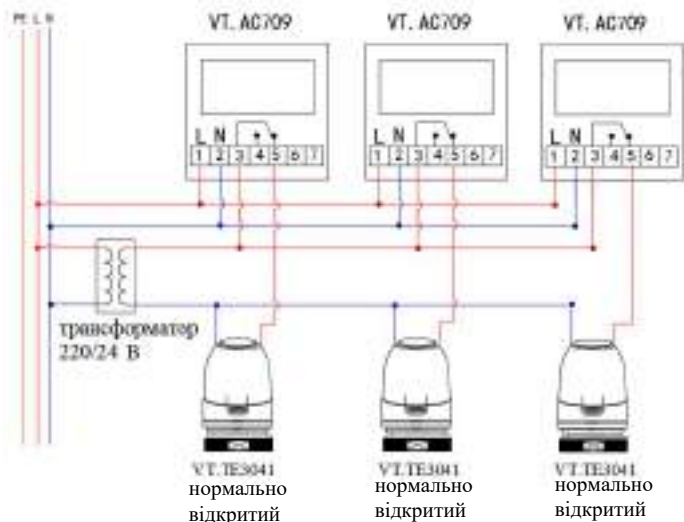 PE L N
VT. AC709 VT. AC709 VT. AC709
L N L N L N
1 2 3 4 5 6 7 1 2 3 4 5 6 7 1 2 3 4 5 6 7
трансформатор
220/24 В
VT.TE3041 VT.TE3041 VT.TE3041
нормально нормально нормально
відкритий відкритий відкритий